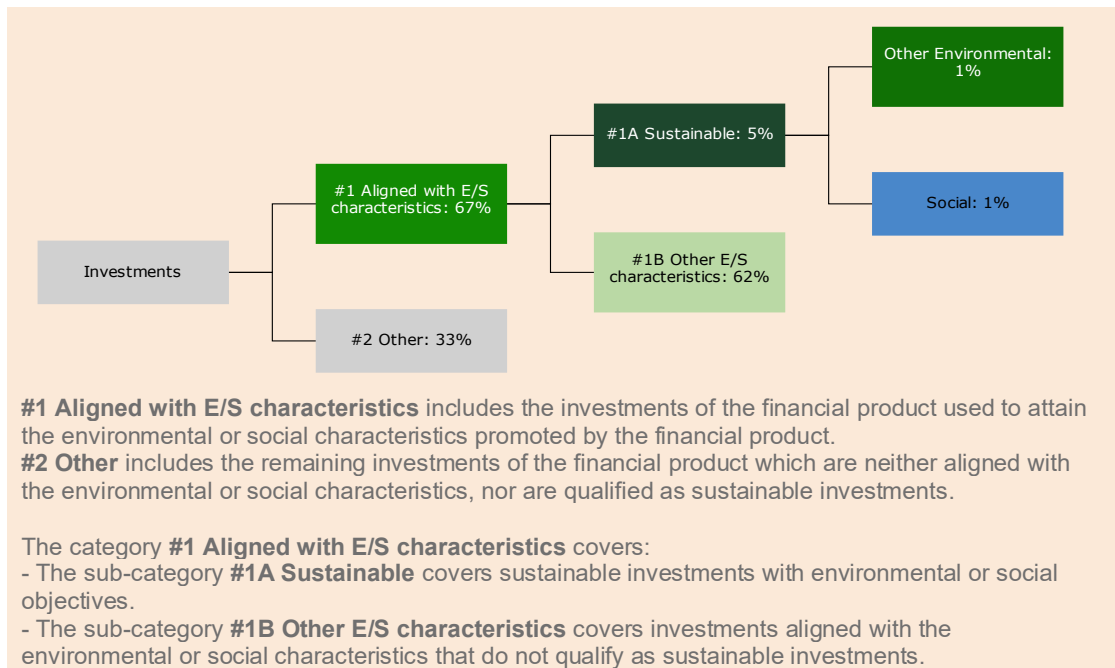 Other Environmental:
1%
#1A Sustainable: 5%
#1 Aligned with E/S
characteristics: 67%
Social: 1%
Investments
#1B Other E/S
characteristics: 62%
#2 Other: 33%
#1 Aligned with E/S characteristics includes the investments of the financial product used to attain
the environmental or social characteristics promoted by the financial product.
#2 Other includes the remaining investments of the financial product which are neither aligned with
the environmental or social characteristics, nor are qualified as sustainable investments.
The category #1 Aligned with E/S characteristics covers:
- The sub-category #1A Sustainable covers sustainable investments with environmental or social
objectives.
- The sub-category #1B Other E/S characteristics covers investments aligned with the
environmental or social characteristics that do not qualify as sustainable investments.